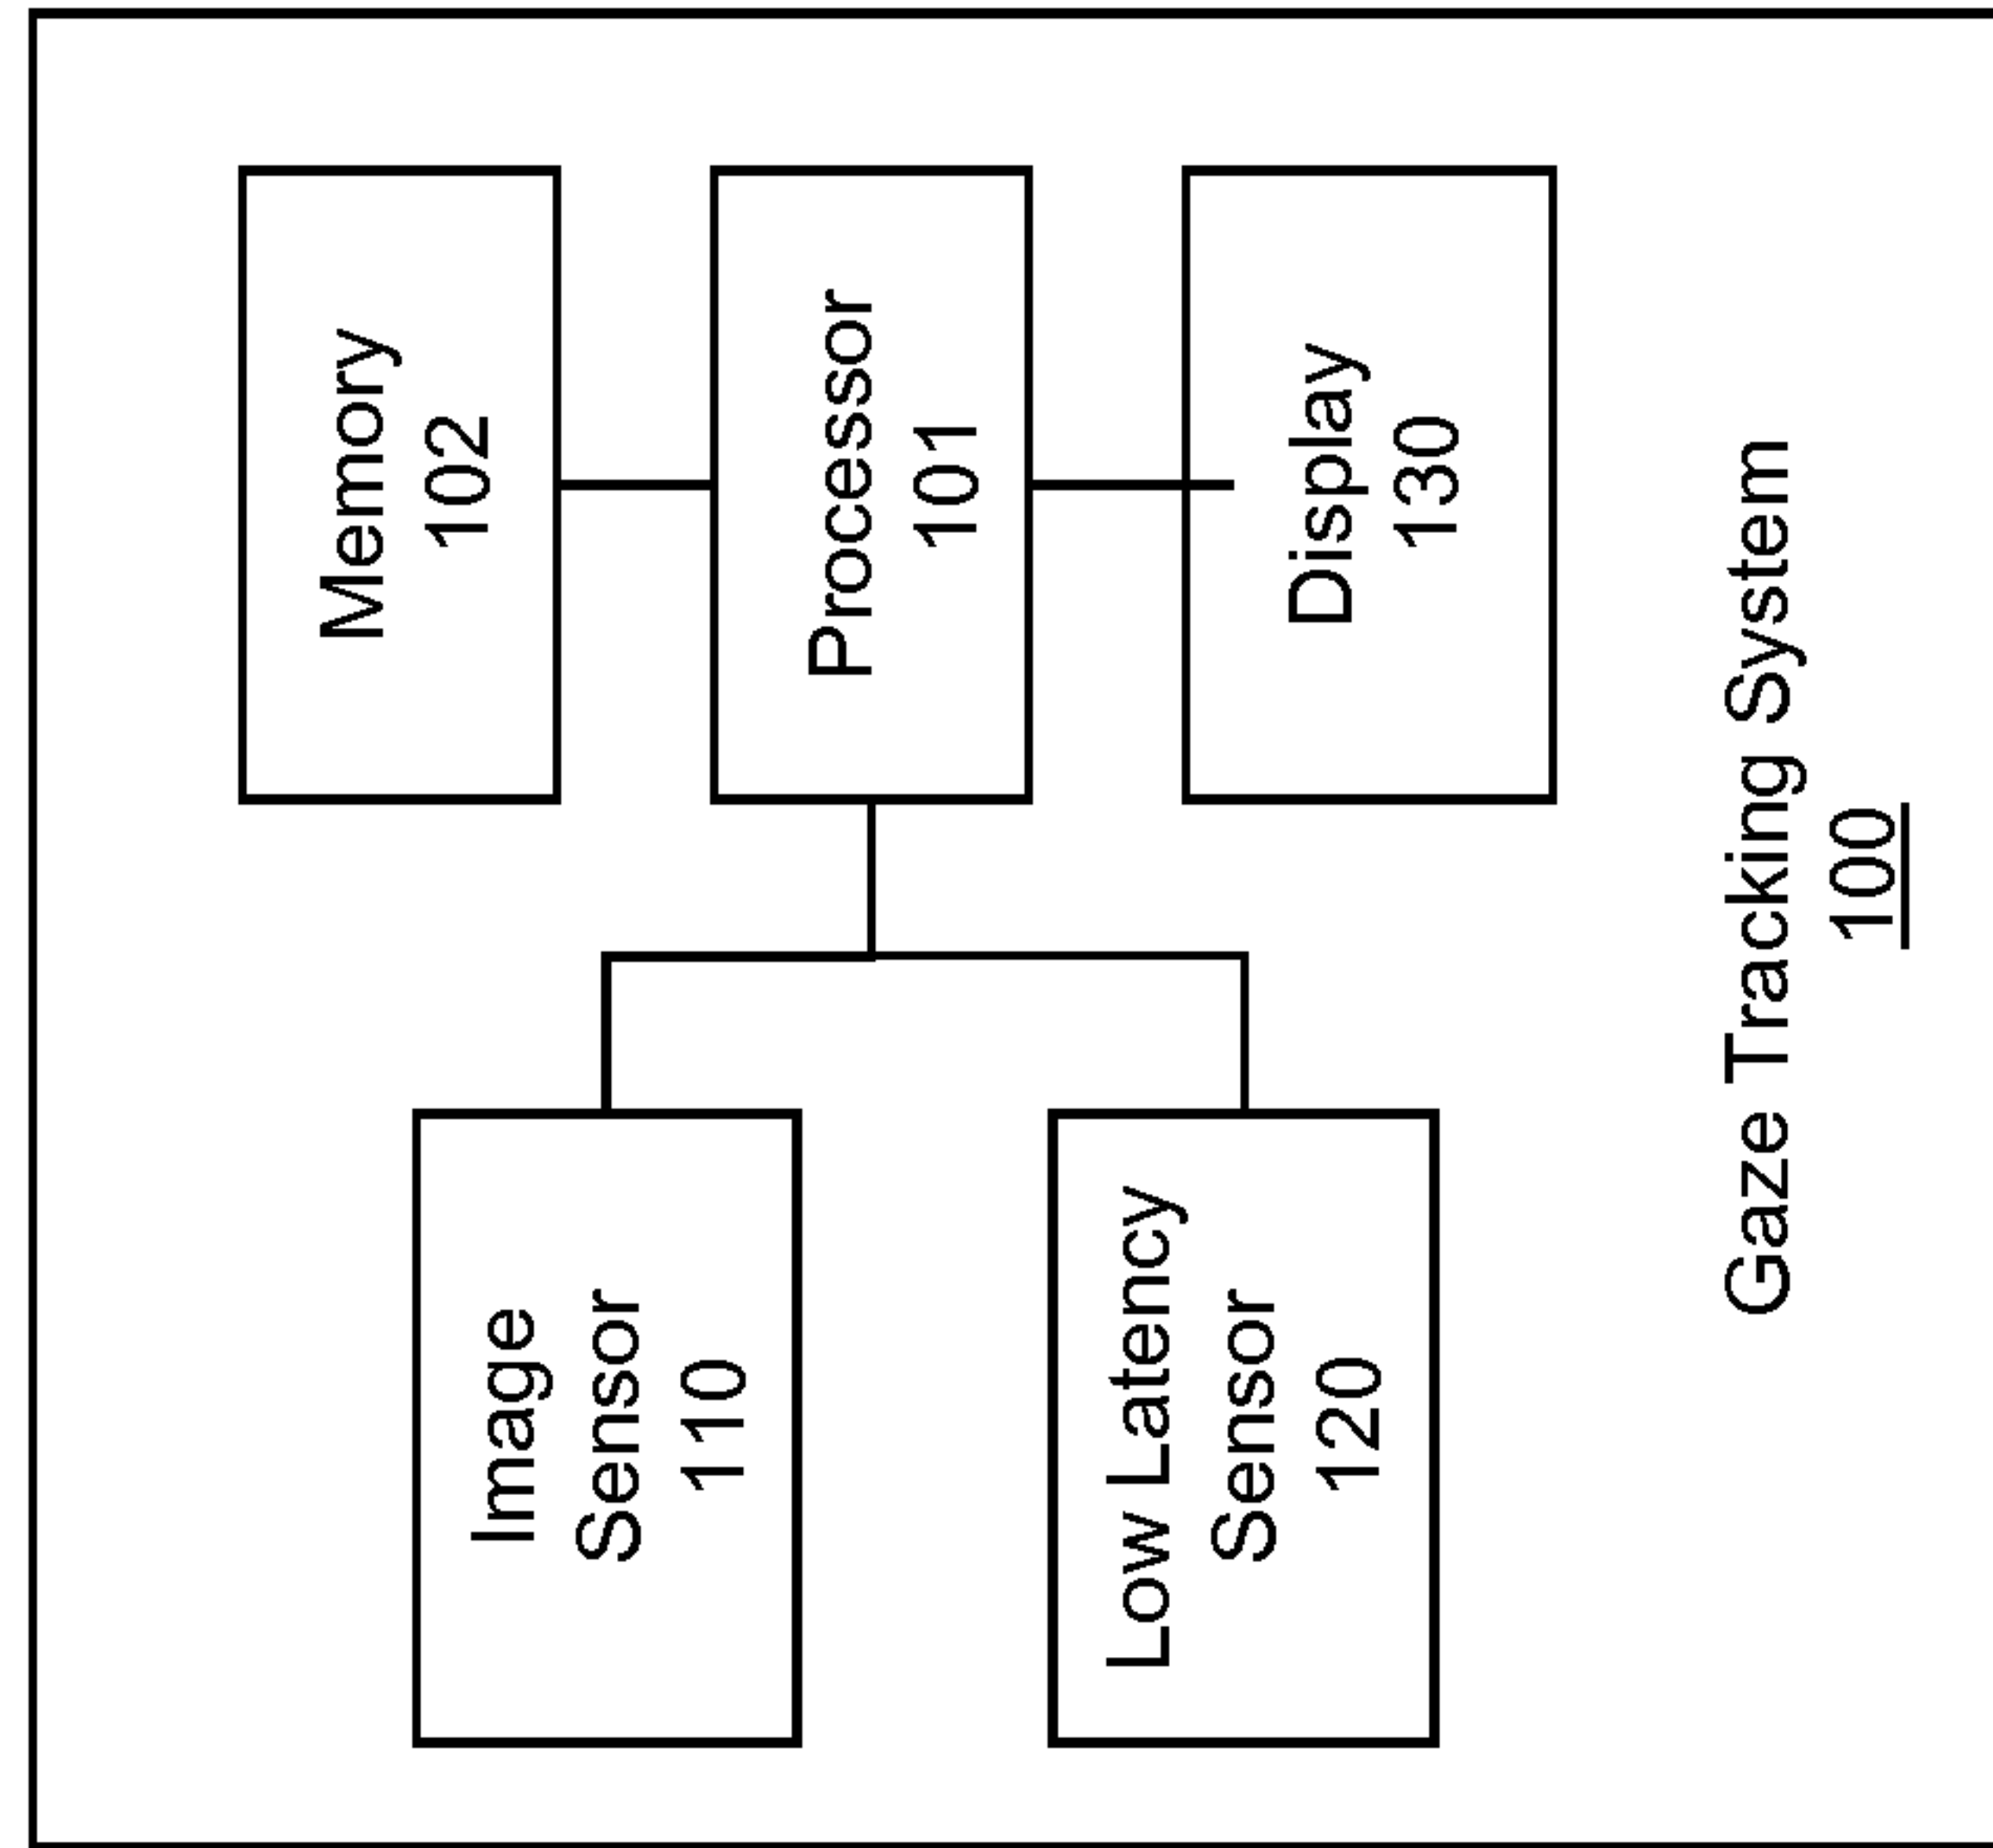 Image
Sensor
110
Low Latency
Sensor
120
Memory
102
Processor
101
Display
130
Gaze Tracking System
100